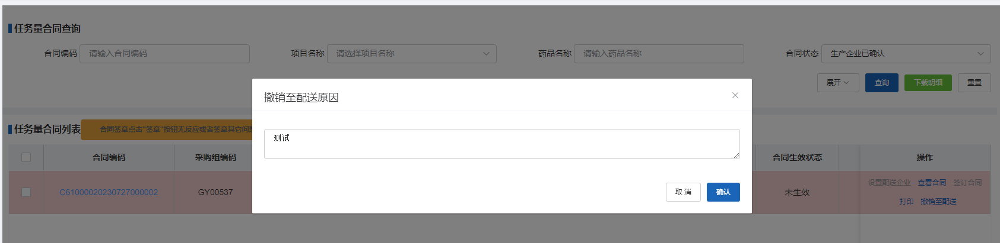 任务量合同查询
合同编码 请输入合同编码 项目名称 请选择项目名称 药品名称 请输入药品名称 合同状态 生产企业已确认
展开 查询 下载明细 重置
撤销至配送原因
测试
取消 确认
任务量合同列表 合同签章点击"签章"按钮无反应或者签章其它问
合同编码 采购组编码 合同生效状态 操作
C61000020230727000002 GY00537 未生效 设置配送企业 查看合同 签订合同
打印 撤销至配送